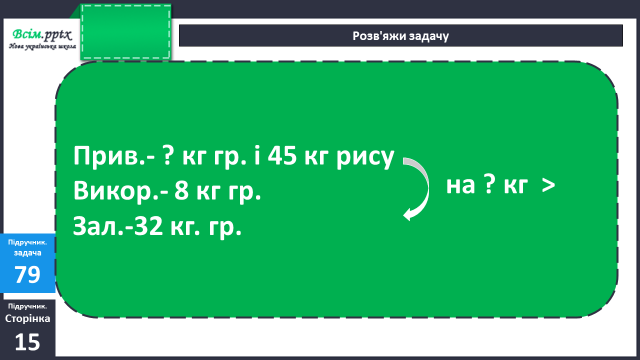 Всім.pptx
Нова українська школа
Розв'яжи задачу
Прив.- ? кг гр. і 45 кг рису
Викор.- 8 кг гр.
Зал.-32 кг. гр.
на ? кг >
Підручник.
задача
79
Підручник.
Сторінка
15